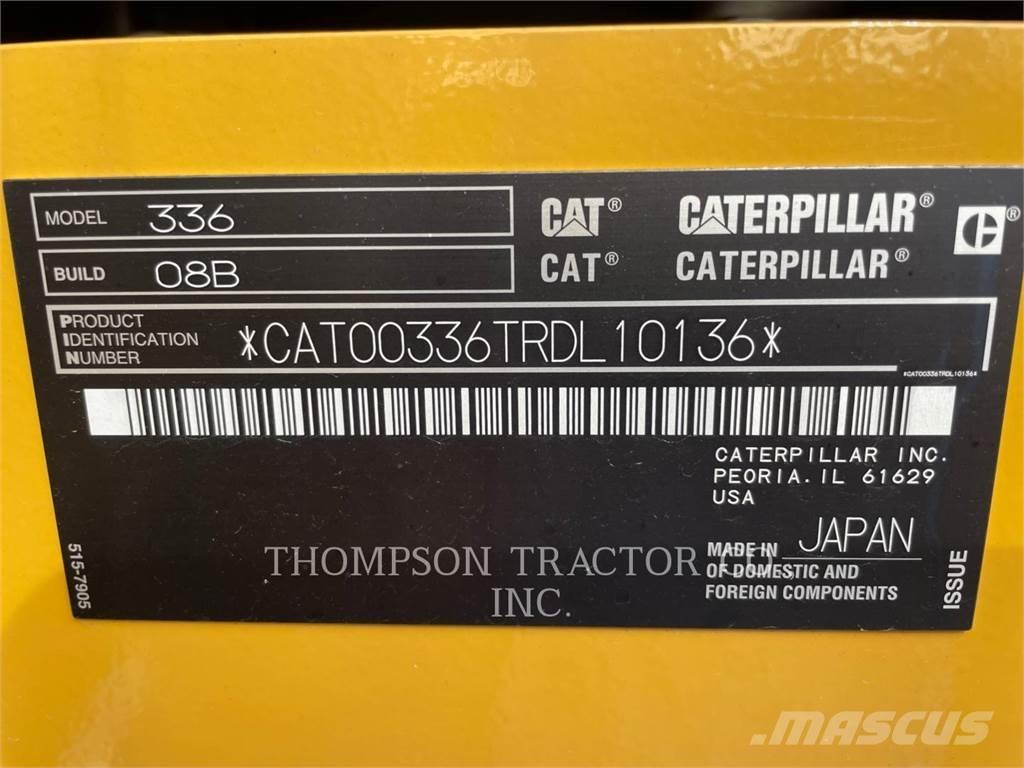 MODEL 336
BUILD 08B
CAT® CATERPILLAR® ®
CAT® CATERPILLAR®
PRODUCT
IDENTIFICATION
NUMBER
*CAT00336TRDL10136*
*CAT00336TRDL10136*
CATERPILLAR INC.
PEORIA. IL 61629
USA
MADE IN JAPAN
OF DOMESTIC AND
FOREIGN COMPONENTS
515-7905
ISSUE
THOMPSON TRACTOR
INC.
MASCUS